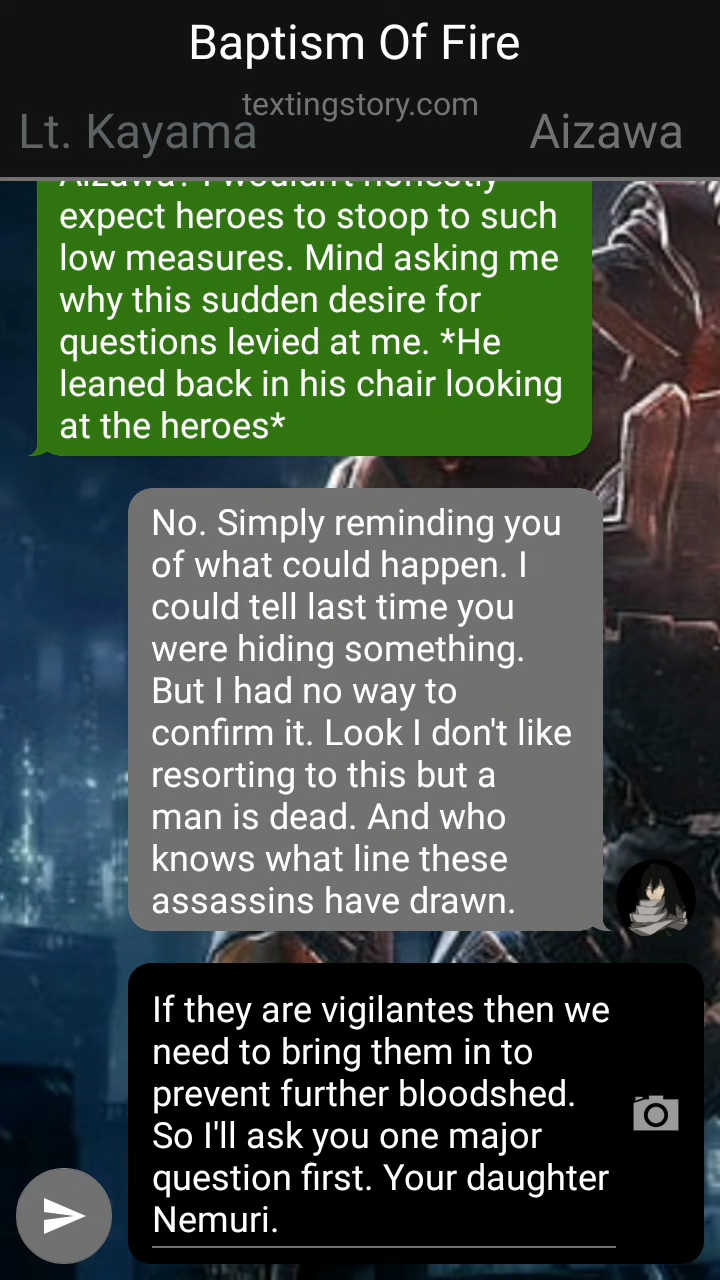 Baptism Of Fire
textingstory.com
Lt. Kayama
Aizawa
Aizawa? I wouldn't honestly
expect heroes to stoop to such
low measures. Mind asking me
why this sudden desire for
questions levied at me. *He
leaned back in his chair looking
at the heroes*
No. Simply reminding you
of what could happen. I
could tell last time you
were hiding something.
But I had no way to
confirm it. Look I don't like
resorting to this but a
man is dead. And who
knows what line these
assassins have drawn.
If they are vigilantes then we
need to bring them in to
prevent further bloodshed.
So I'll ask you one major
question first. Your daughter
Nemuri.